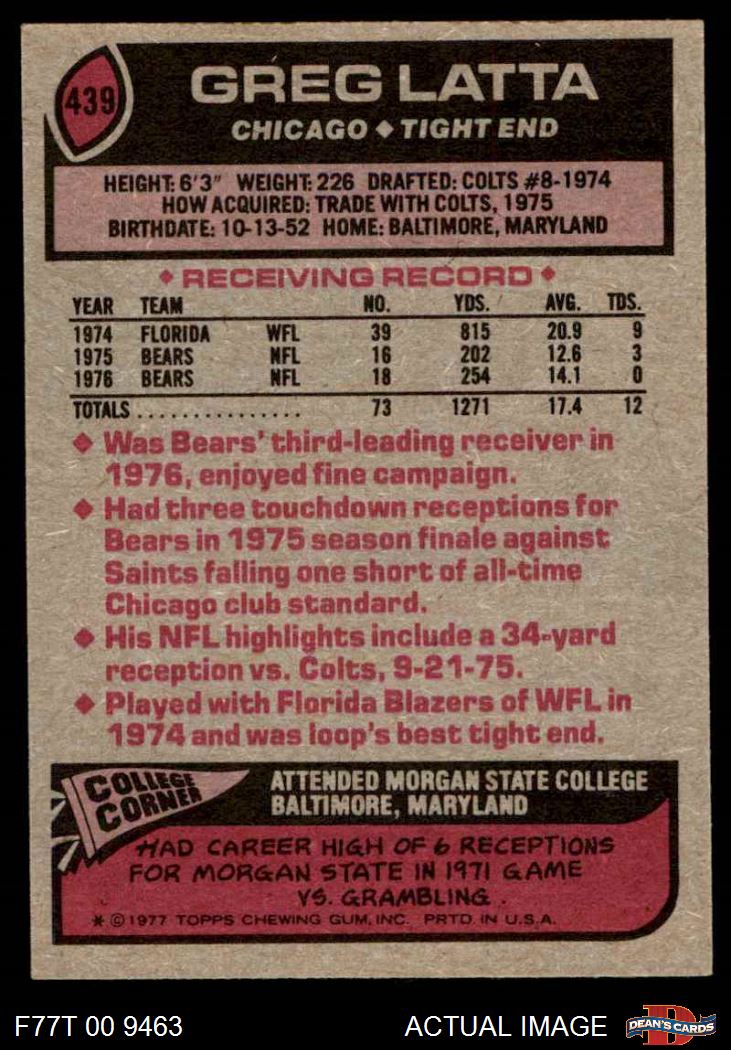 439
GREG LATTA
CHICAGO ◆ TIGHT END
HEIGHT: 6'3" WEIGHT: 226 DRAFTED: COLTS #8-1974
HOW ACQUIRED: TRADE WITH COLTS, 1975
BIRTHDATE: 10-13-52 HOME: BALTIMORE, MARYLAND
◆ RECEIVING RECORD ◆
YEAR TEAM NO. YDS. AVG. TDS.
1974 FLORIDA WFL 39 815 20.9 9
1975 BEARS NFL 16 202 12.6 3
1976 BEARS NFL 18 254 14.1 0
TOTALS ................ 73 1271 17.4 12
◆ Was Bears' third-leading receiver in
1976, enjoyed fine campaign.
◆ Had three touchdown receptions for
Bears in 1975 season finale against
Saints falling one short of all-time
Chicago club standard.
◆ His NFL highlights include a 34-yard
reception vs. Colts, 9-21-75.
◆ Played with Florida Blazers of WFL in
1974 and was loop's best tight end.
COLLEGE
CORNER
ATTENDED MORGAN STATE COLLEGE
BALTIMORE, MARYLAND
HAD CAREER HIGH OF 6 RECEPTIONS
FOR MORGAN STATE IN 1971 GAME
VS. GRAMBLING.
* © 1977 TOPPS CHEWING GUM, INC. PRTD. IN U.S.A.
F77T 00 9463
ACTUAL IMAGE
D
DEAN'S CARDS